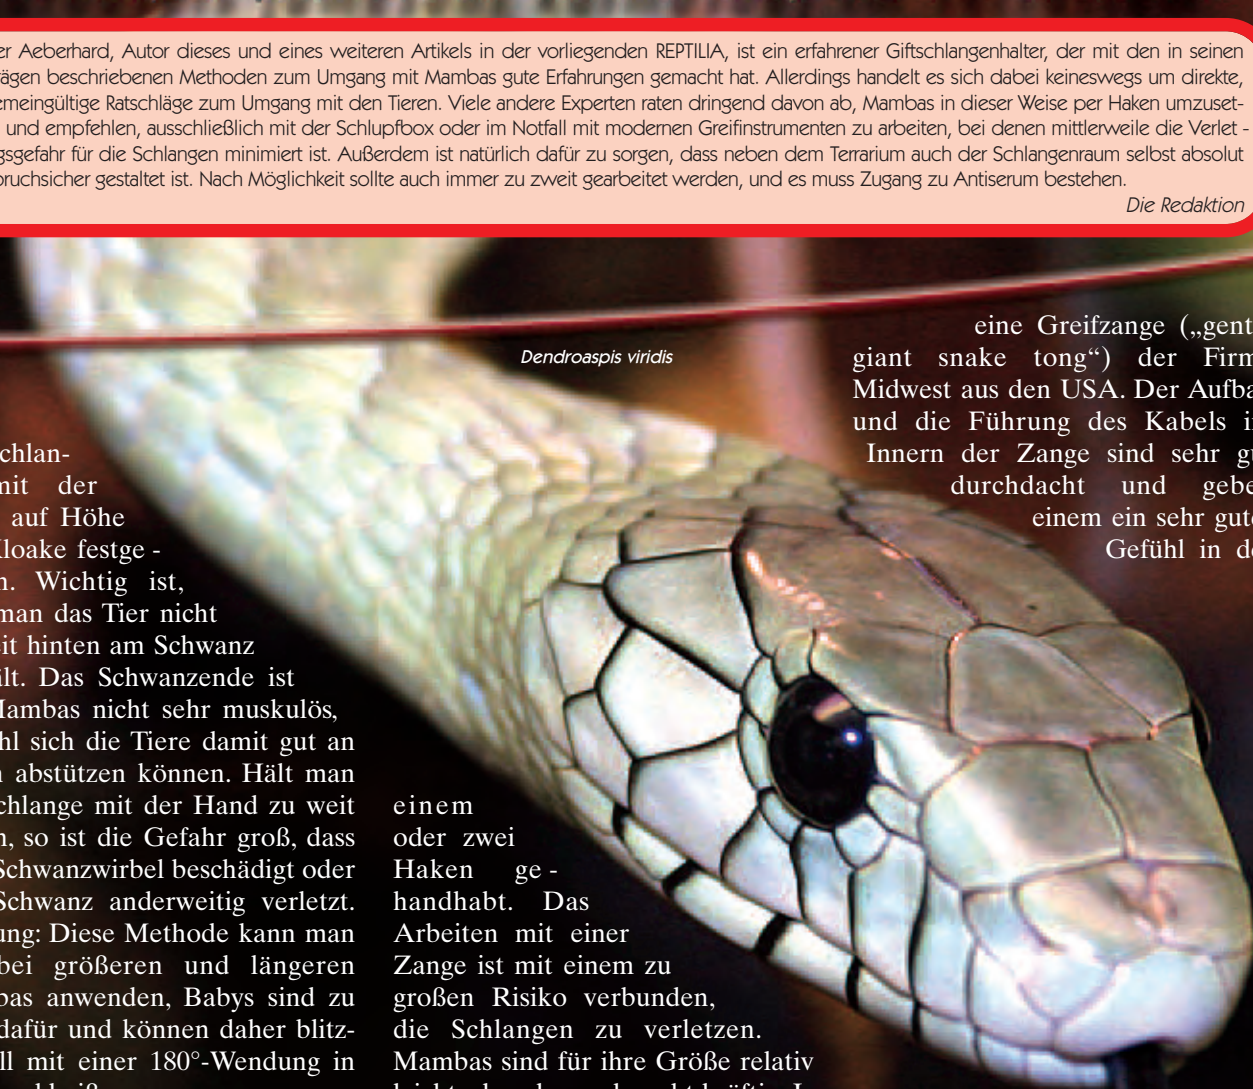 er Aeberhard, Autor dieses und eines weiteren Artikels in der vorliegenden REPTILIA, ist ein erfahrener Giftschlangenhalter, der mit den in seinen
rägen beschriebenen Methoden zum Umgang mit Mambas gute Erfahrungen gemacht hat. Allerdings handelt es sich dabei keineswegs um direkte,
emeingültige Ratschläge zum Umgang mit den Tieren. Viele andere Experten raten dringend davon ab, Mambas in dieser Weise per Haken umzuset-
und empfehlen, ausschließlich mit der Schlupfbox oder im Notfall mit modernen Greifinstrumenten zu arbeiten, bei denen mittlerweile die Verlet -
gsgefahr für die Schlangen minimiert ist. Außerdem ist natürlich dafür zu sorgen, dass neben dem Terrarium auch der Schlangenraum selbst absolut
bruchsicher gestaltet ist. Nach Möglichkeit sollte auch immer zu zweit gearbeitet werden, und es muss Zugang zu Antiserum bestehen.
Die Redaktion
Dendroaspis viridis
chlan-
mit der
auf Höhe
Kloake festge -
n. Wichtig ist,
man das Tier nicht
eit hinten am Schwanz
ält. Das Schwanzende ist
Mambas nicht sehr muskulös,
hl sich die Tiere damit gut an
n abstützen können. Hält man
chlange mit der Hand zu weit
n, so ist die Gefahr groß, dass
Schwanzwirbel beschädigt oder
Schwanz anderweitig verletzt.
ung: Diese Methode kann man
bei größeren und längeren
bas anwenden, Babys sind zu
dafür und können daher blitz-
ll mit einer 180°-Wendung in
einem
oder zwei
Haken ge -
handhabt. Das
Arbeiten mit einer
Zange ist mit einem zu
großen Risiko verbunden,
die Schlangen zu verletzen.
Mambas sind für ihre Größe relativ
eine Greifzange („gent
giant snake tong“) der Firm
Midwest aus den USA. Der Aufba
und die Führung des Kabels i
Innern der Zange sind sehr gu
durchdacht und gebe
einem ein sehr gute
Gefühl in de